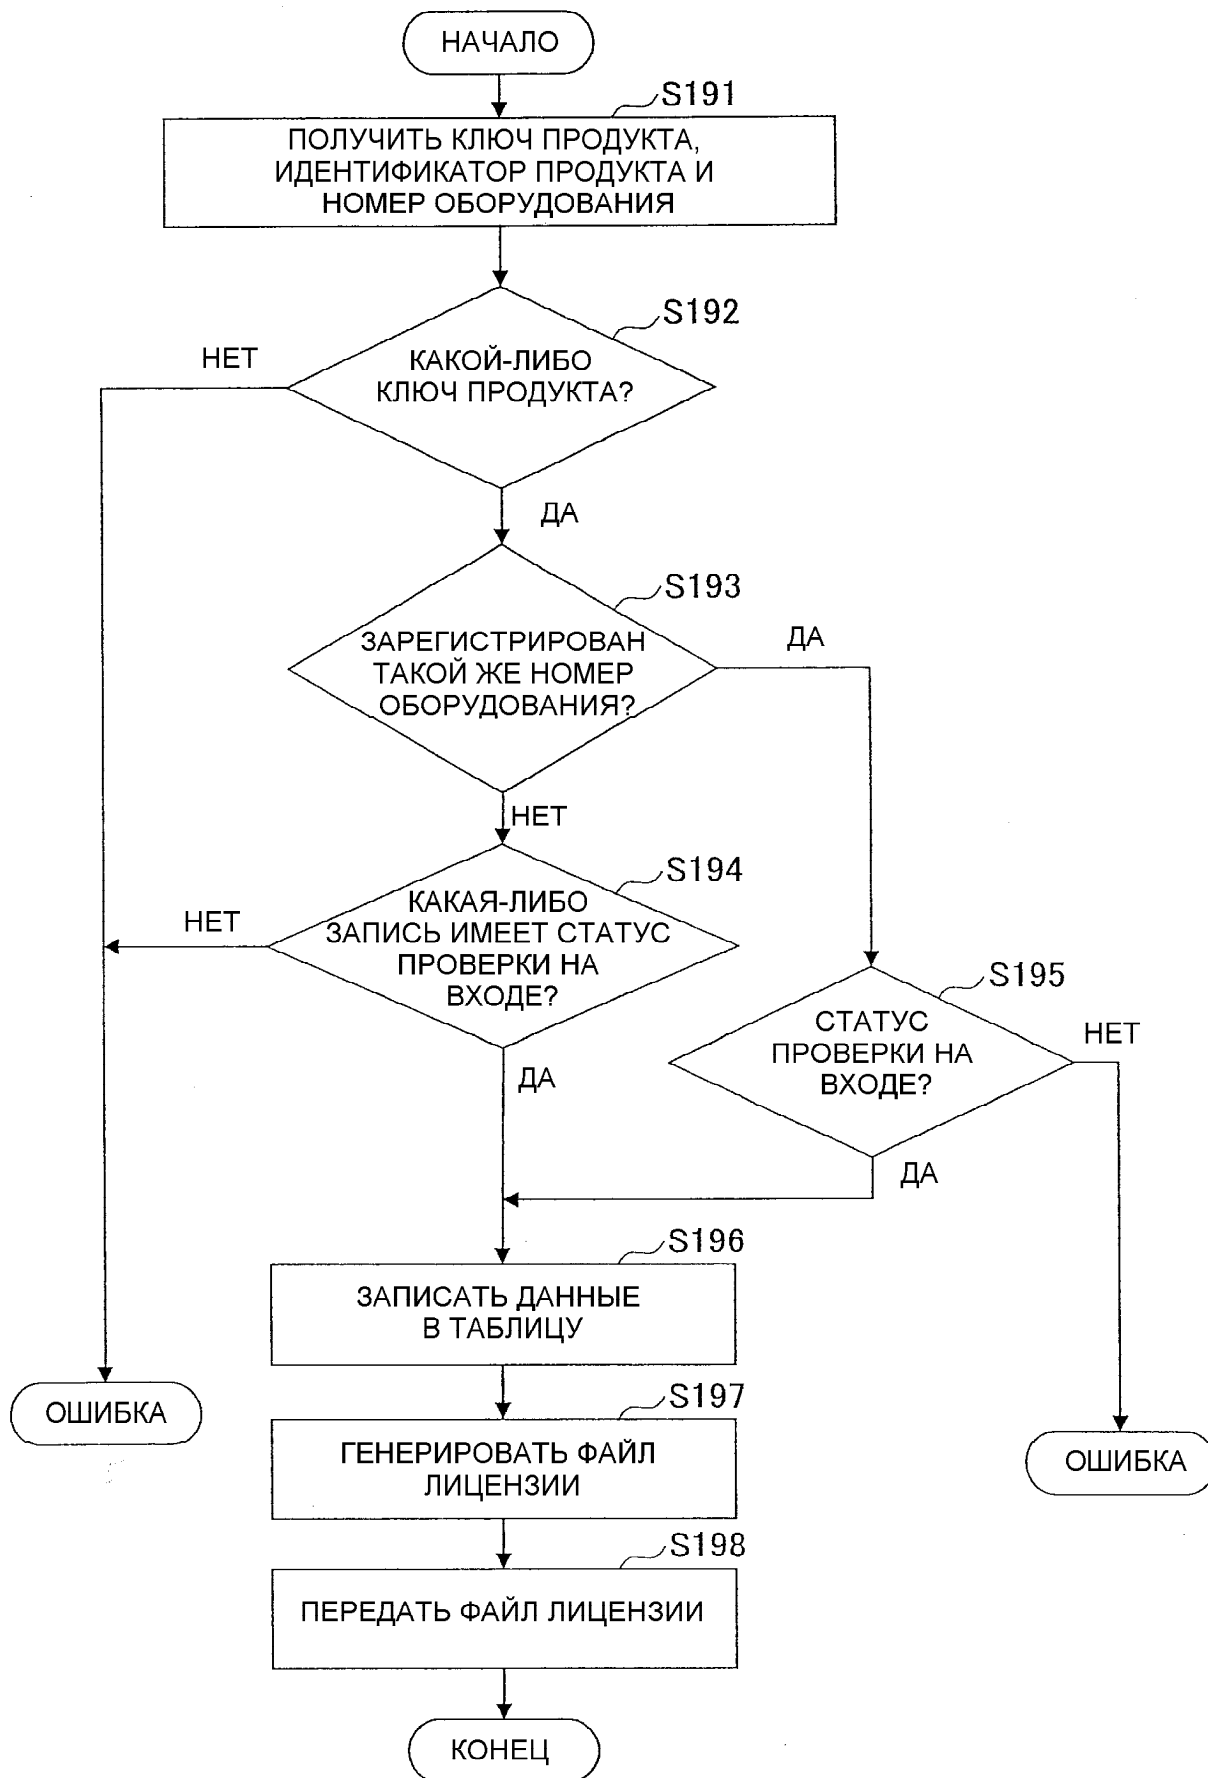 НАЧАЛО
S191
ПОЛУЧИТЬ КЛЮЧ ПРОДУКТА,
ИДЕНТИФИКАТОР ПРОДУКТА И
НОМЕР ОБОРУДОВАНИЯ
S192
НЕТ
КАКОЙ-ЛИБО
КЛЮЧ ПРОДУКТА?
ДА
S193
ДА
ЗАРЕГИСТРИРОВАН
ТАКОЙ ЖЕ НОМЕР
ОБОРУДОВАНИЯ?
НЕТ
S194
НЕТ
КАКАЯ-ЛИБО
ЗАПИСЬ ИМЕЕТ СТАТУС
ПРОВЕРКИ НА
ВХОДЕ?
S195
СТАТУС
ПРОВЕРКИ НА
ВХОДЕ?
НЕТ
ДА
ДА
S196
ЗАПИСАТЬ ДАННЫЕ
В ТАБЛИЦУ
S197
ОШИБКА
ГЕНЕРИРОВАТЬ ФАЙЛ
ЛИЦЕНЗИИ
ОШИБКА
S198
ПЕРЕДАТЬ ФАЙЛ ЛИЦЕНЗИИ
КОНЕЦ